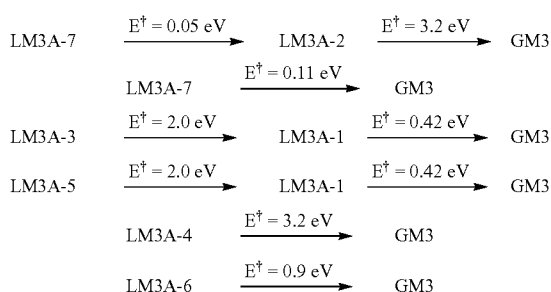 LM3A-7 E† = 0.05 eV LM3A-2 E† = 3.2 eV GM3
LM3A-7 E† = 0.11 eV GM3
LM3A-3 E† = 2.0 eV LM3A-1 E† = 0.42 eV GM3
LM3A-5 E† = 2.0 eV LM3A-1 E† = 0.42 eV GM3
LM3A-4 E† = 3.2 eV GM3
LM3A-6 E† = 0.9 eV GM3